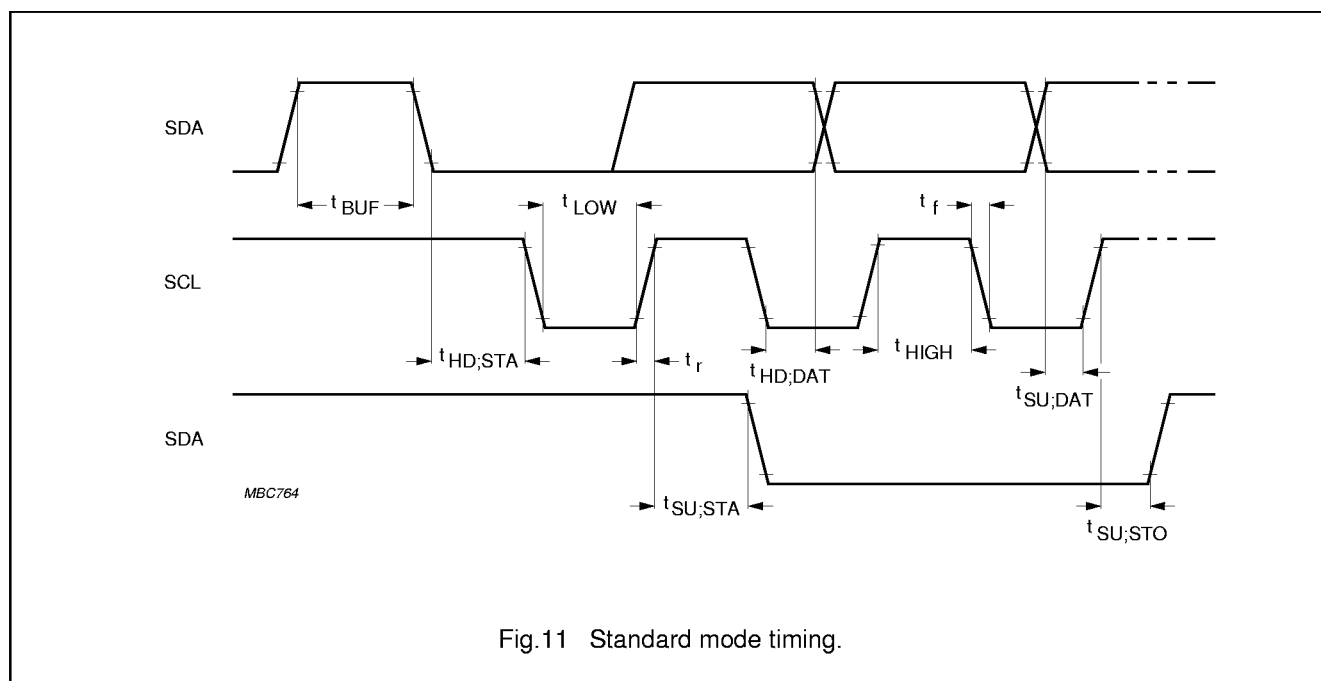 SDA
t BUF
t LOW
t f
SCL
t HD;STA
t r
t HD;DAT
t HIGH
t SU;DAT
SDA
MBC764
t SU;STA
t SU;STO
Fig.11 Standard mode timing.